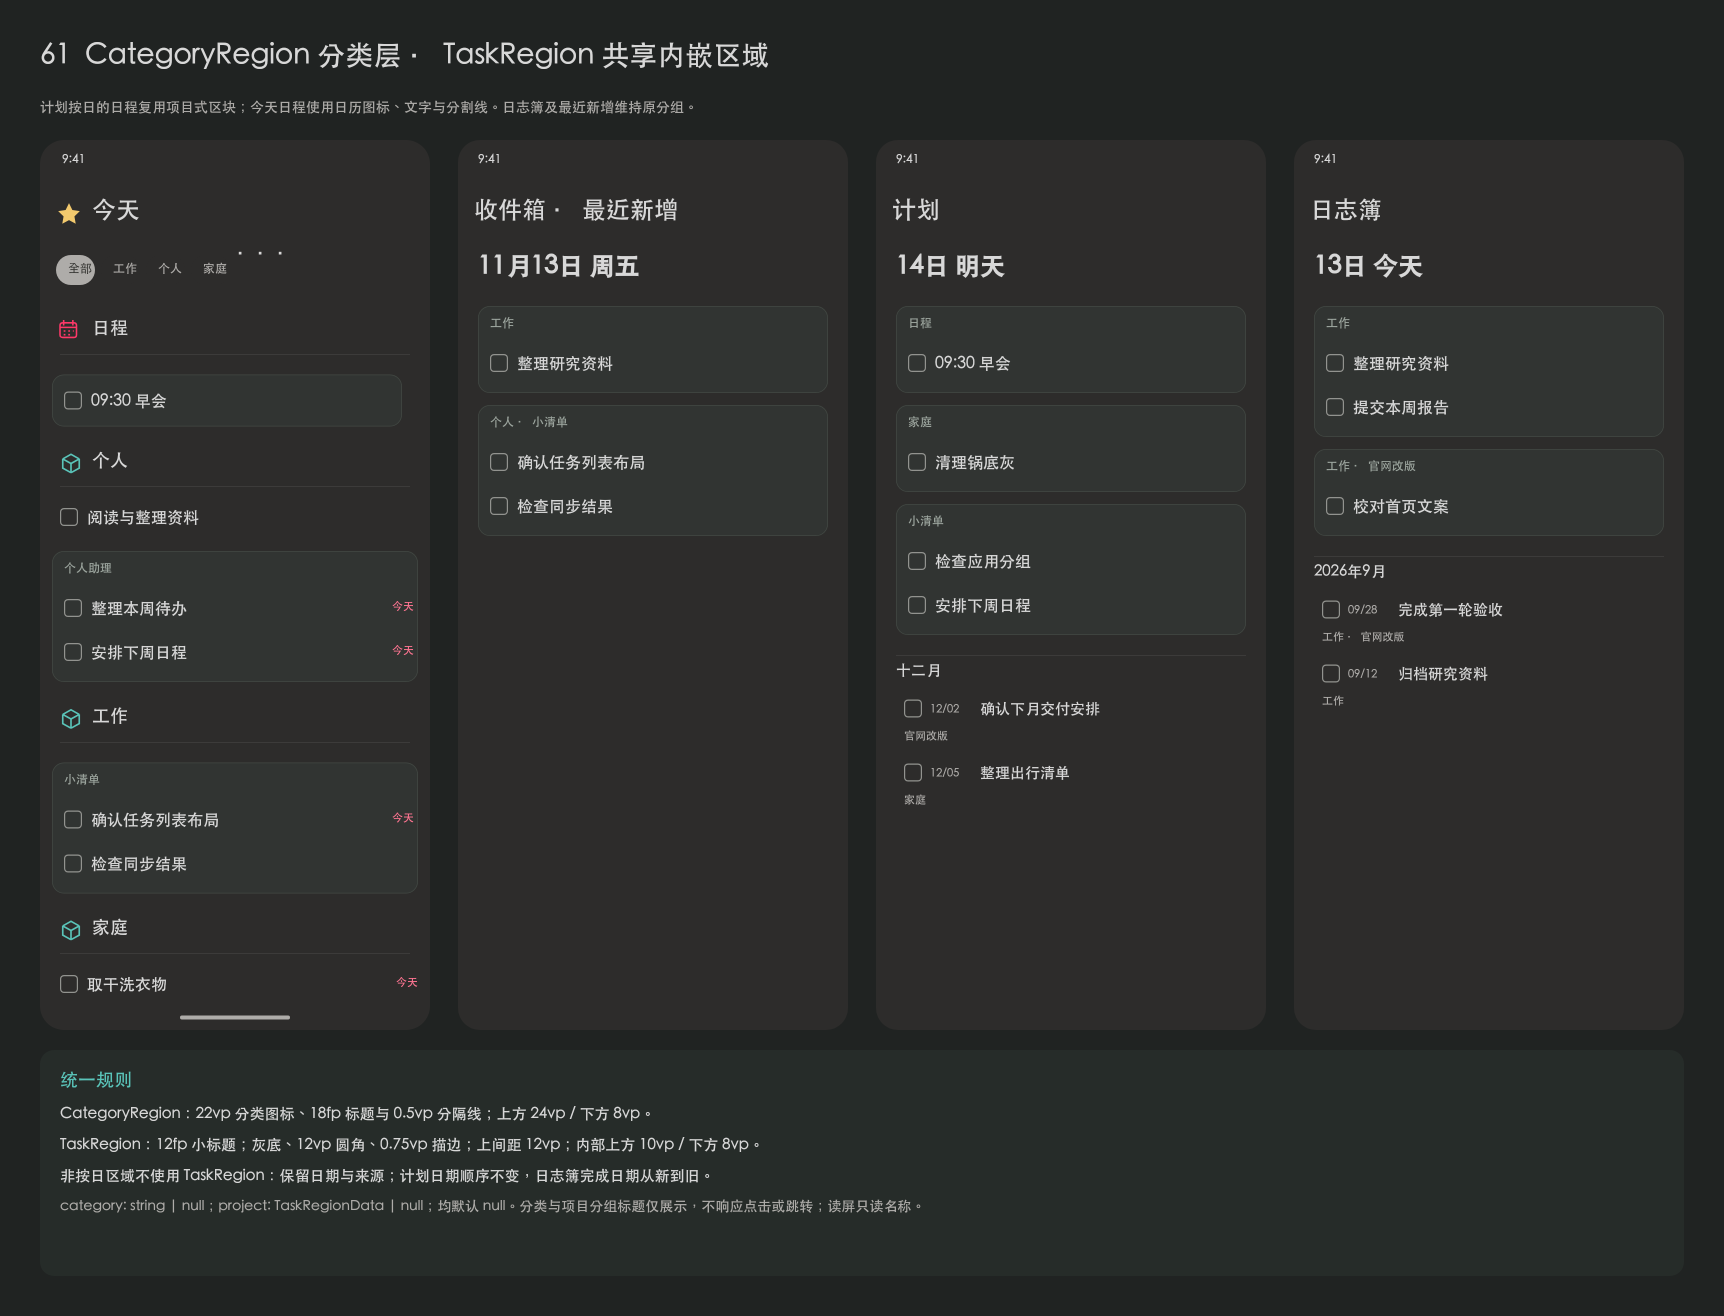 61 CategoryRegion 分类层 · TaskRegion 共享内嵌区域
计划按日的日程复用项目式区块；今天日程使用日历图标、文字与分割线。日志簿及最近新增维持原分组。
9:41
今天
全部 工作 个人 家庭 · · ·
日程
09:30 早会
个人
阅读与整理资料
个人助理
整理本周待办 今天
安排下周日程 今天
工作
小清单
确认任务列表布局 今天
检查同步结果
家庭
取干洗衣物 今天
9:41
收件箱 · 最近新增
11月13日 周五
工作
整理研究资料
个人 · 小清单
确认任务列表布局
检查同步结果
9:41
计划
14日 明天
日程
09:30 早会
家庭
清理锅底灰
小清单
检查应用分组
安排下周日程
十二月
12/02 确认下月交付安排
官网改版
12/05 整理出行清单
家庭
9:41
日志簿
13日 今天
工作
整理研究资料
提交本周报告
工作 · 官网改版
校对首页文案
2026年9月
09/28 完成第一轮验收
工作 · 官网改版
09/12 归档研究资料
工作
统一规则
CategoryRegion：22vp 分类图标、18fp 标题与 0.5vp 分隔线；上方 24vp / 下方 8vp。
TaskRegion：12fp 小标题；灰底、12vp 圆角、0.75vp 描边；上间距 12vp；内部上方 10vp / 下方 8vp。
非按日区域不使用 TaskRegion：保留日期与来源；计划日期顺序不变，日志簿完成日期从新到旧。
category: string | null；project: TaskRegionData | null；均默认 null。分类与项目分组标题仅展示，不响应点击或跳转；读屏只读名称。